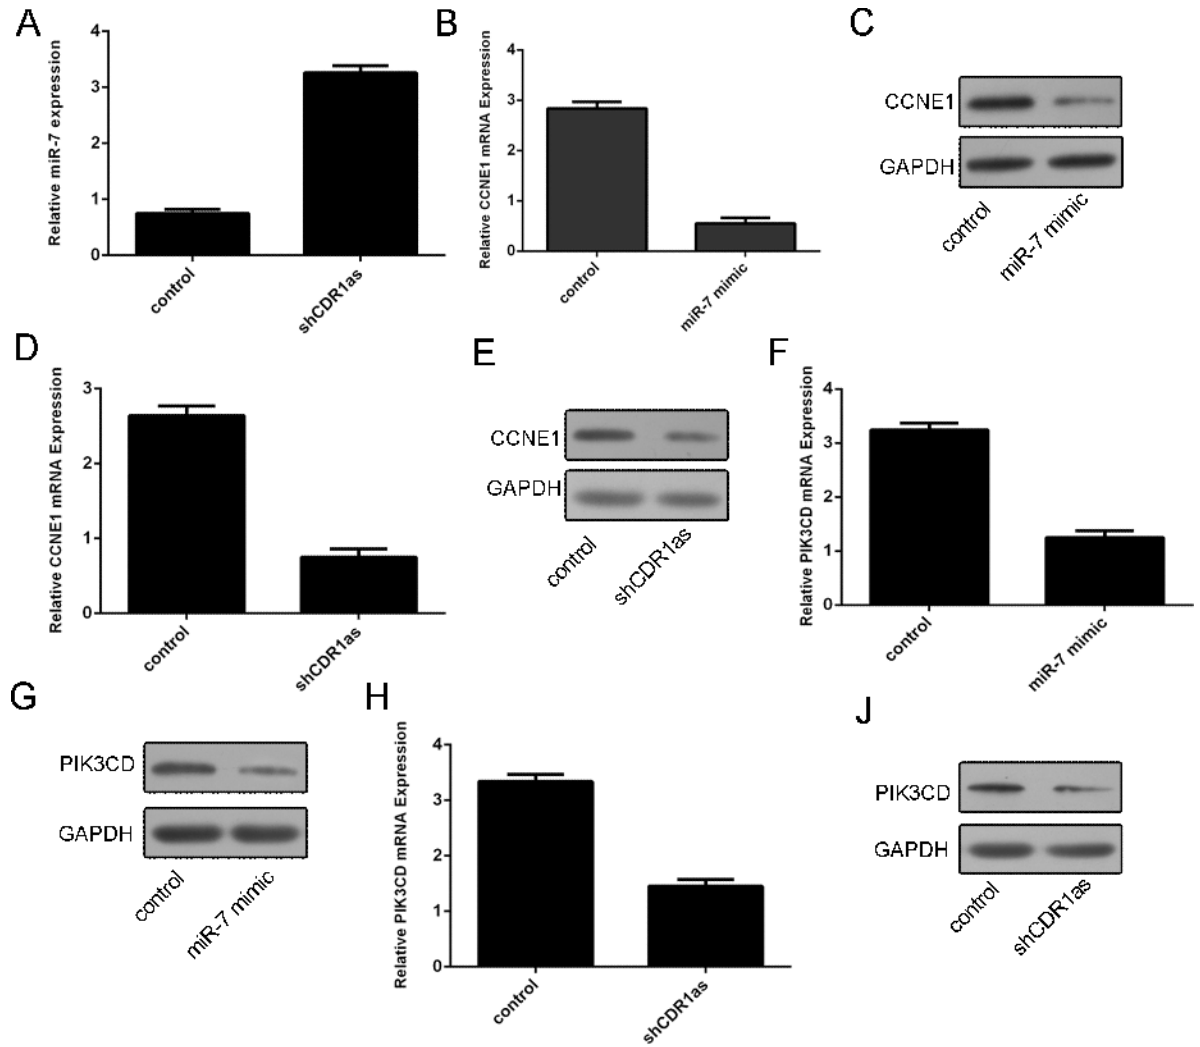 A
Relative miR-7 expression
4
3
2
1
0
control
shCDR1as
B
Relative CCNE1 mRNA Expression
4
3
2
1
0
control
miR-7 mimic
C
CCNE1
GAPDH
control
miR-7 mimic
D
Relative CCNE1 mRNA Expression
3
2
1
0
control
shCDR1as
E
CCNE1
GAPDH
control
shCDR1as
F
Relative PIK3CD mRNA Expression
4
3
2
1
0
control
miR-7 mimic
G
PIK3CD
GAPDH
control
miR-7 mimic
H
Relative PIK3CD mRNA Expression
4
3
2
1
0
control
shCDR1as
J
PIK3CD
GAPDH
control
shCDR1as